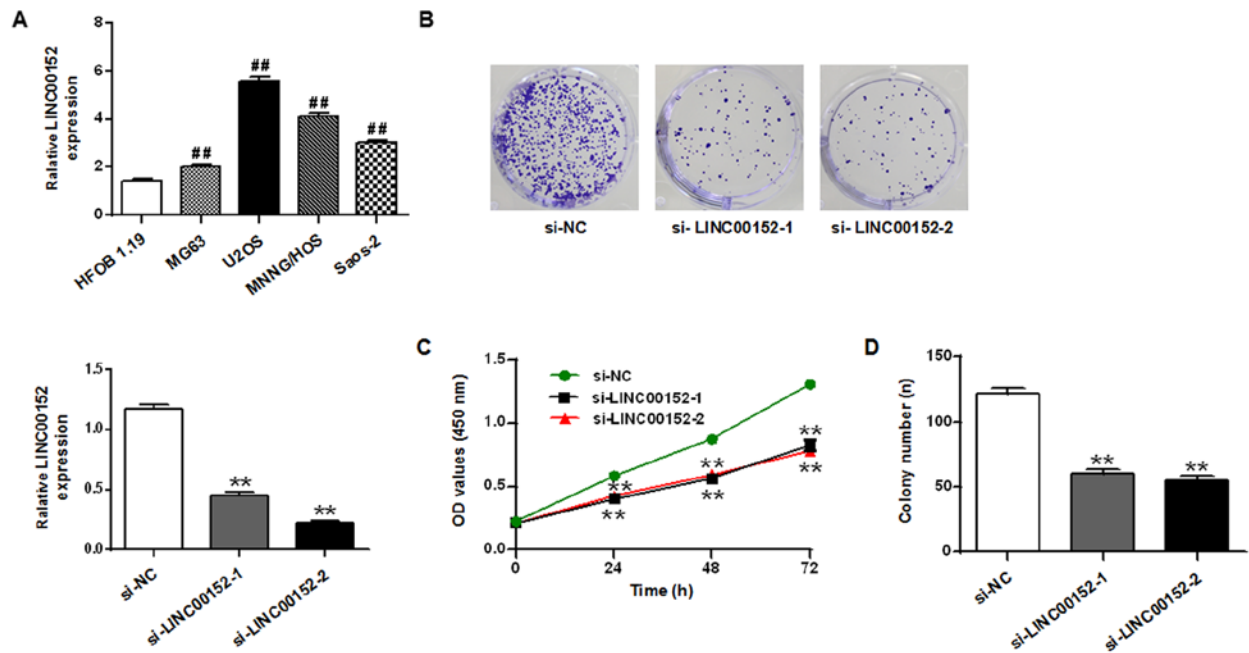 A
Ralative LINC00152
expression
8
6
4
2
0
##
##
##
##
HFOB 1.19
MG63
U2OS
MNNG/HOS
Saos-2
B
si-NC
si- LINC00152-1
si- LINC00152-2
Ralative LINC00152
expression
1.5
1.0
0.5
0.0
**
**
si-NC
si-LINC00152-1
si-LINC00152-2
C
OD values (450 nm)
1.5
1.0
0.5
0.0
si-NC
si-LINC00152-1
si-LINC00152-2
**
**
**
**
**
**
0
24
48
72
Time (h)
D
Colony number (n)
150
100
50
0
**
**
si-NC
si-LINC00152-1
si-LINC00152-2